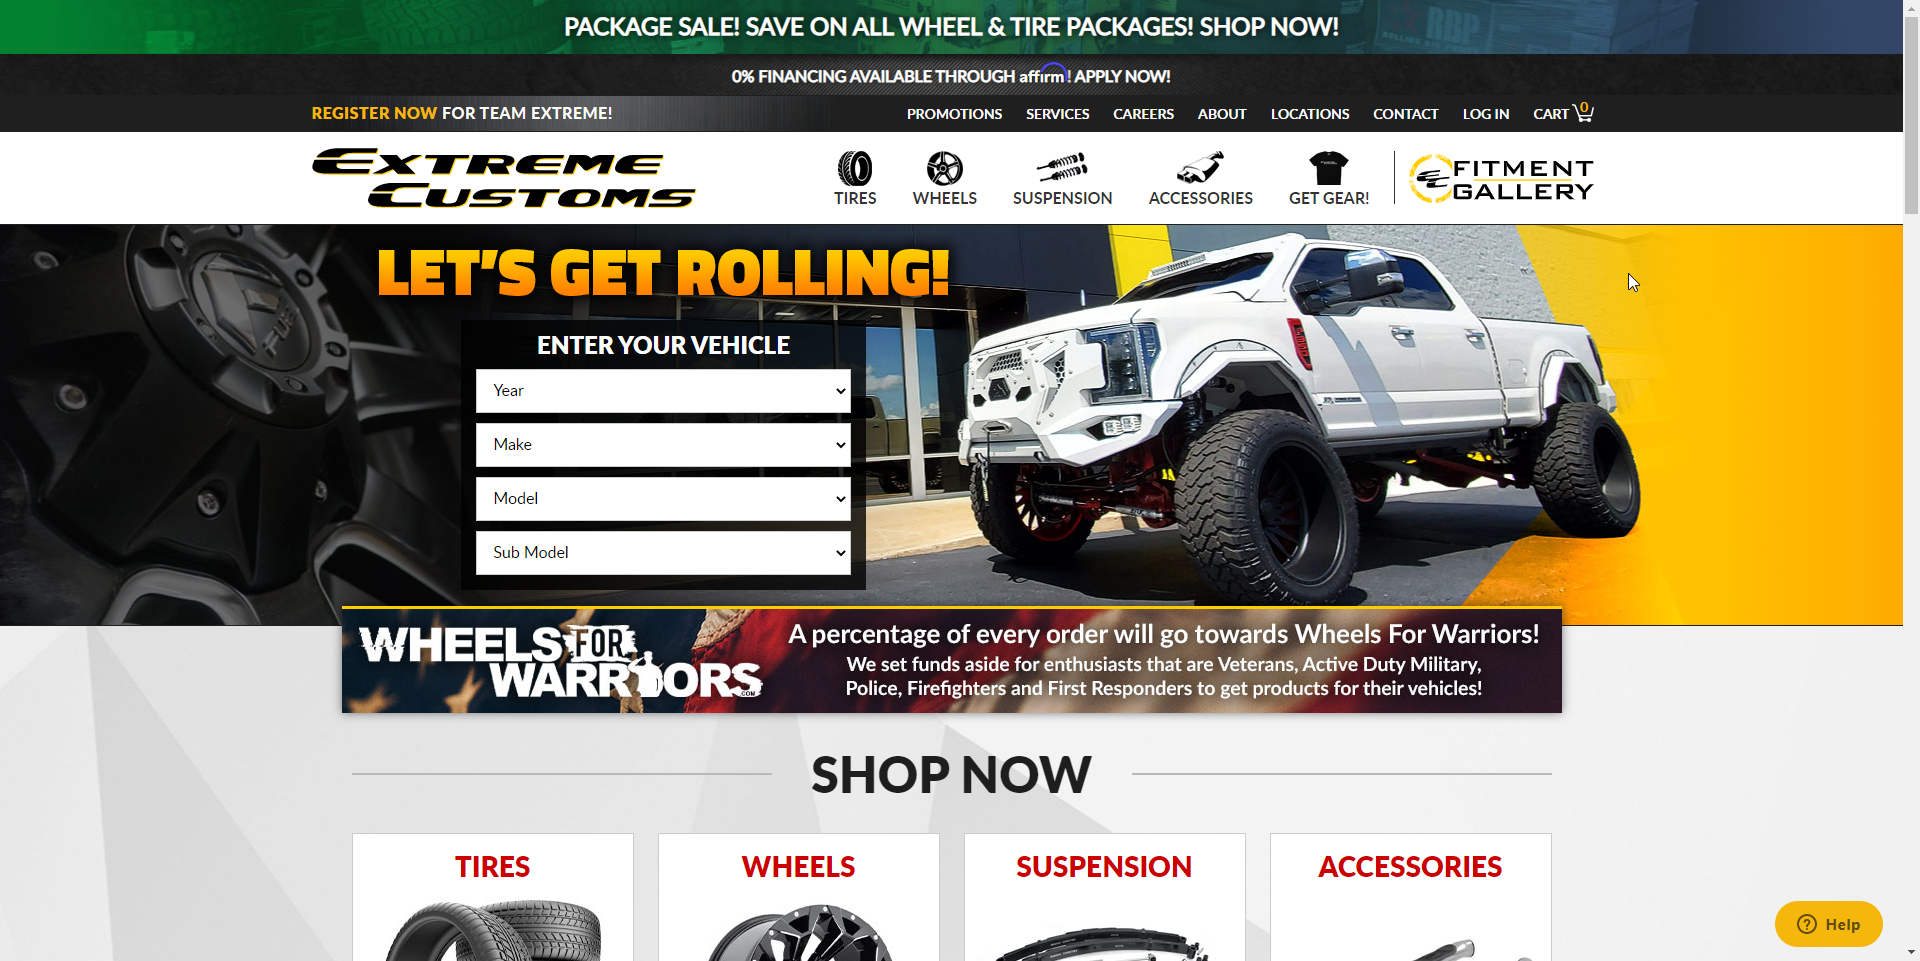 PACKAGE SALE! SAVE ON ALL WHEEL & TIRE PACKAGES! SHOP NOW!
0% FINANCING AVAILABLE THROUGH affirm! APPLY NOW!
REGISTER NOW FOR TEAM EXTREME!
PROMOTIONS SERVICES CAREERS ABOUT LOCATIONS CONTACT LOG IN CART 0
EXTREME
CUSTOMS
TIRES WHEELS SUSPENSION ACCESSORIES GET GEAR!
FITMENT
GALLERY
LET'S GET ROLLING!
ENTER YOUR VEHICLE
Year
Make
Model
Sub Model
FUEL
WHEELS FOR
WARRIORS
.COM
A percentage of every order will go towards Wheels For Warriors!
We set funds aside for enthusiasts that are Veterans, Active Duty Military,
Police, Firefighters and First Responders to get products for their vehicles!
SHOP NOW
TIRES
WHEELS
SUSPENSION
ACCESSORIES
Help